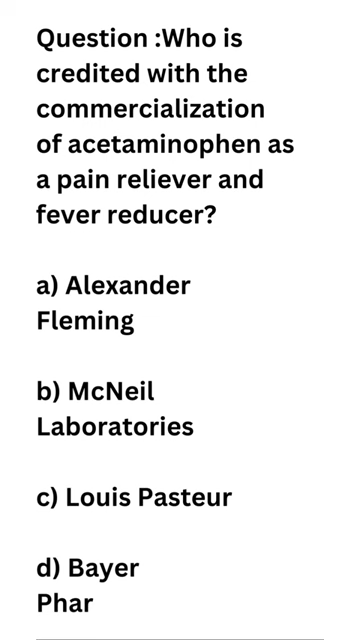 Question :Who is
credited with the
commercialization
of acetaminophen as
a pain reliever and
fever reducer?
a) Alexander
Fleming
b) McNeil
Laboratories
c) Louis Pasteur
d) Bayer
Phar